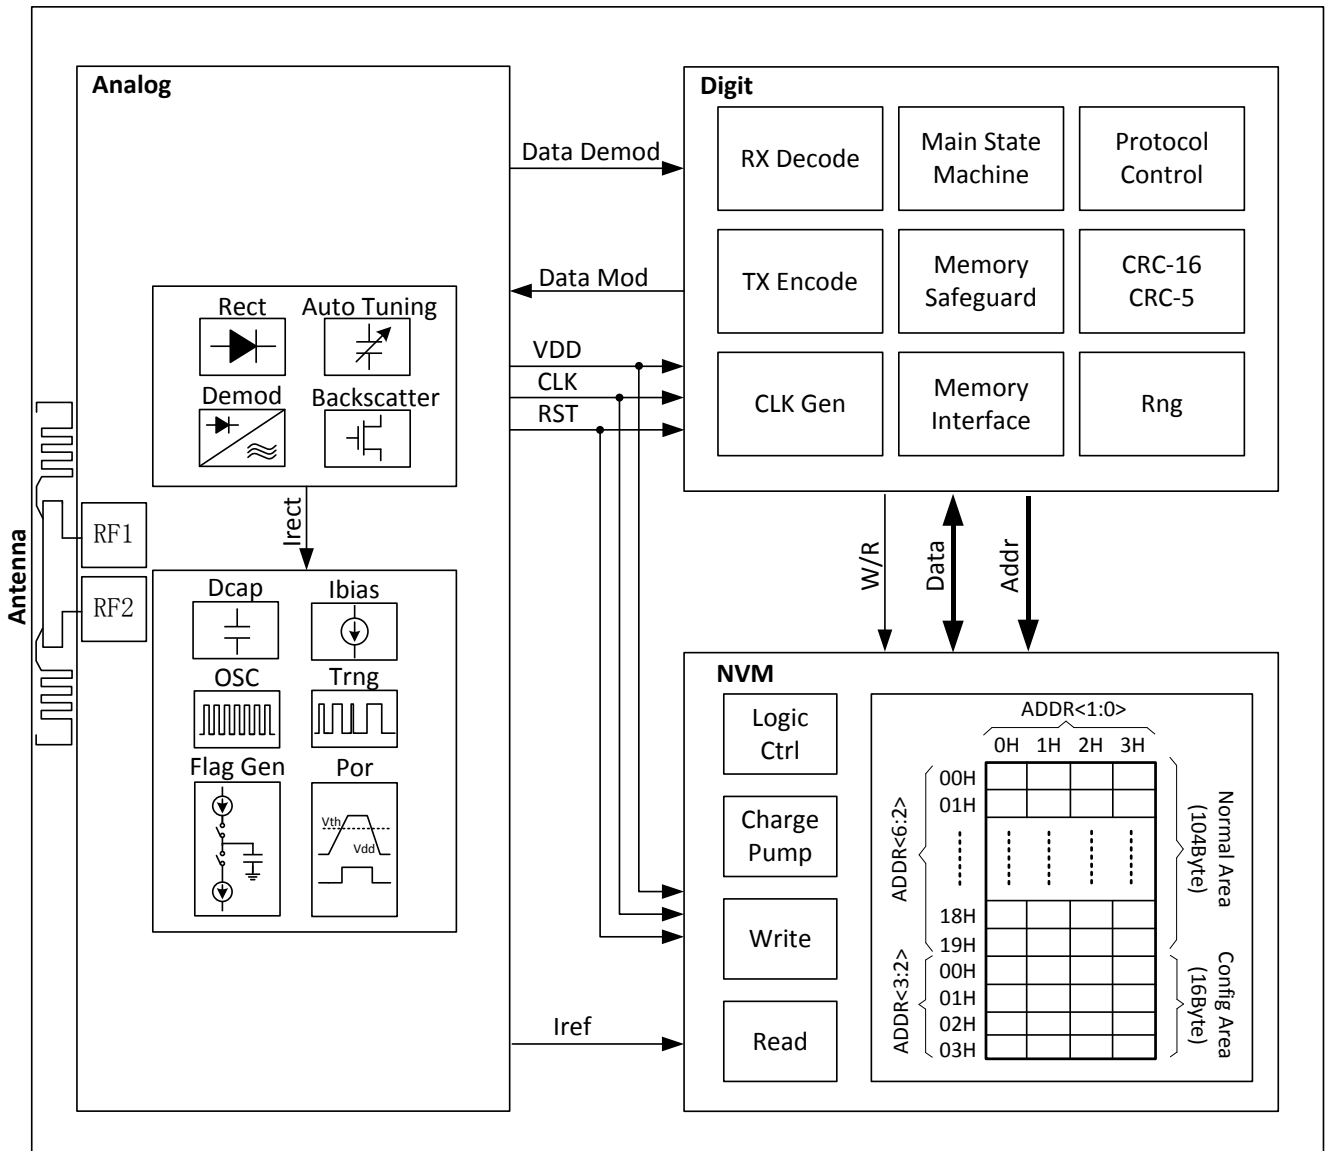 Analog
Digit
Data Demod
RX Decode
Main State
Machine
Protocol
Control
Data Mod
TX Encode
Memory
Safeguard
CRC-16
CRC-5
VDD
CLK
RST
CLK Gen
Memory
Interface
Rng
Rect
Auto Tuning
Demod
Backscatter
Antenna
RF1
RF2
Irect
Dcap
Ibias
OSC
Trng
Flag Gen
Por
Vth
Vdd
W/R
Data
Addr
Iref
NVM
Logic
Ctrl
Charge
Pump
Write
Read
ADDR<1:0>
0H 1H 2H 3H
ADDR<6:2>
00H
01H
18H
19H
Normal Area
(104Byte)
ADDR<3:2>
00H
01H
02H
03H
Config Area
(16Byte)